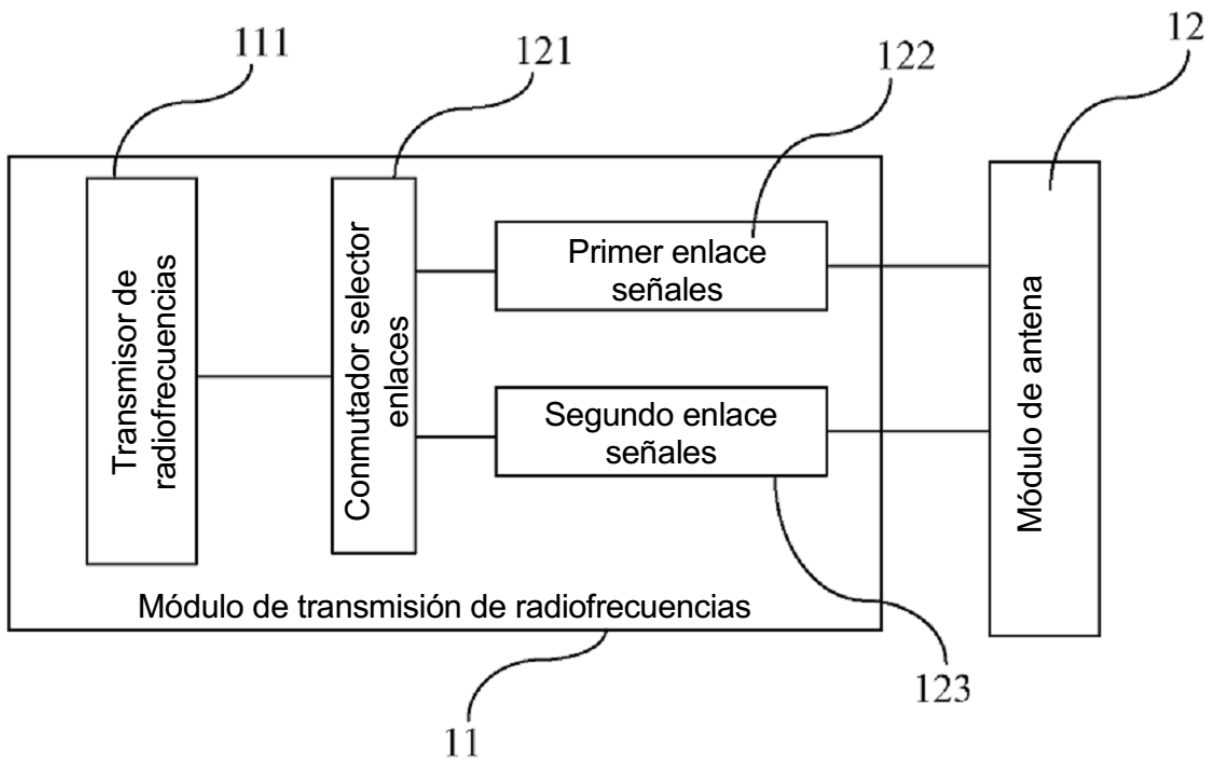 111
121
122
12
Transmisor de
radiofrecuencias
Conmutador selector
enlaces
Primer enlace
señales
Segundo enlace
señales
Módulo de antena
Módulo de transmisión de radiofrecuencias
11
123